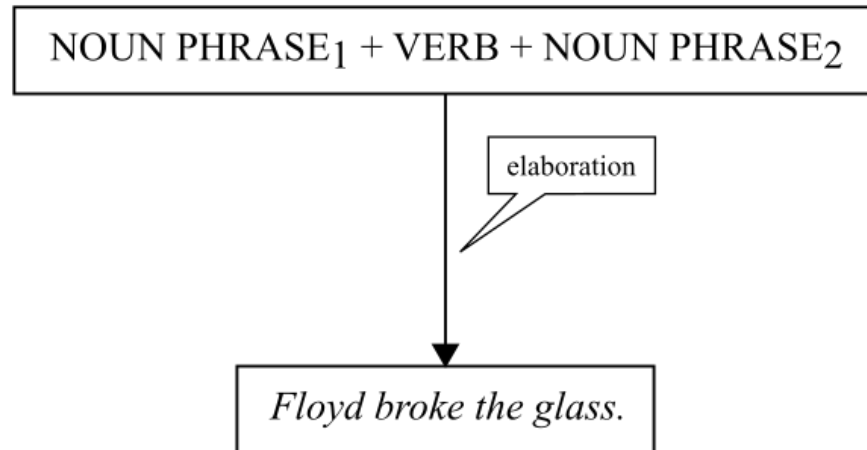 NOUN PHRASE1 + VERB + NOUN PHRASE2
elaboration
Floyd broke the glass.